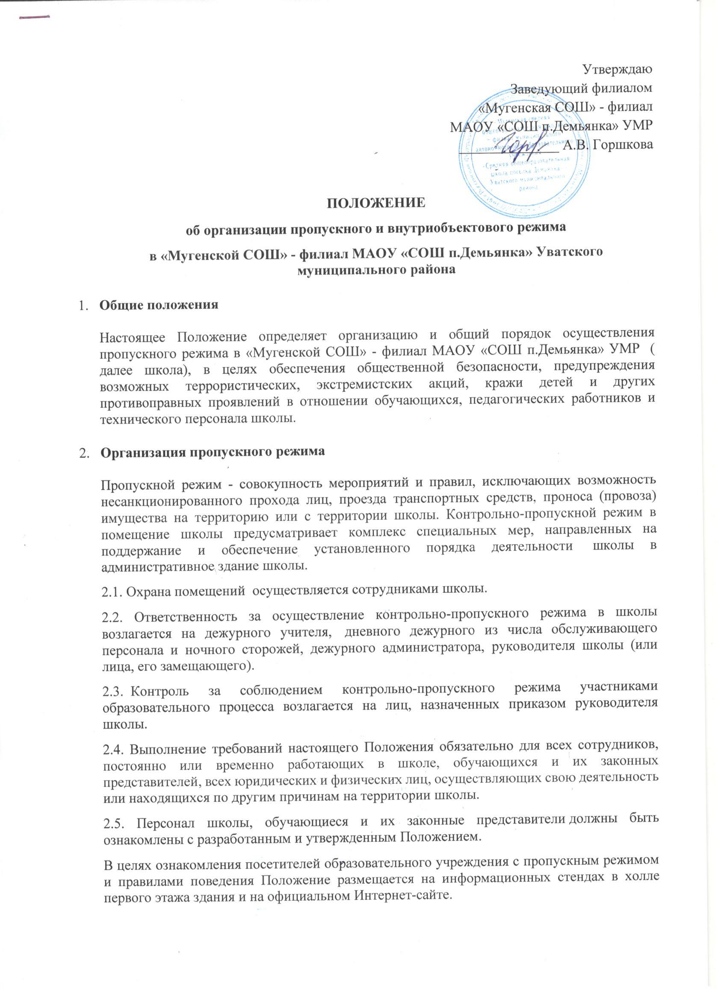 Утверждаю
Заведующий филиалом
«Мугенская СОШ» - филиал
МАОУ «СОШ п.Демьянка» УМР
______________ А.В. Горшкова
Мугенская средняя
филиал муниципального
«Средняя общеобразовательная
школа поселка Демьянка»
Уватского муниципального
района
ПОЛОЖЕНИЕ
об организации пропускного и внутриобъектового режима
в «Мугенской СОШ» - филиал МАОУ «СОШ п.Демьянка» Уватского
муниципального района
1. Общие положения
Настоящее Положение определяет организацию и общий порядок осуществления
пропускного режима в «Мугенской СОШ» - филиал МАОУ «СОШ п.Демьянка» УМР (
далее школа), в целях обеспечения общественной безопасности, предупреждения
возможных террористических, экстремистских акций, кражи детей и других
противоправных проявлений в отношении обучающихся, педагогических работников и
технического персонала школы.
2. Организация пропускного режима
Пропускной режим - совокупность мероприятий и правил, исключающих возможность
несанкционированного прохода лиц, проезда транспортных средств, проноса (провоза)
имущества на территорию или с территории школы. Контрольно-пропускной режим в
помещение школы предусматривает комплекс специальных мер, направленных на
поддержание и обеспечение установленного порядка деятельности школы в
административное здание школы.
2.1. Охрана помещений осуществляется сотрудниками школы.
2.2. Ответственность за осуществление контрольно-пропускного режима в школы
возлагается на дежурного учителя, дневного дежурного из числа обслуживающего
персонала и ночного сторожей, дежурного администратора, руководителя школы (или
лица, его замещающего).
2.3. Контроль за соблюдением контрольно-пропускного режима участниками
образовательного процесса возлагается на лиц, назначенных приказом руководителя
школы.
2.4. Выполнение требований настоящего Положения обязательно для всех сотрудников,
постоянно или временно работающих в школе, обучающихся и их законных
представителей, всех юридических и физических лиц, осуществляющих свою деятельность
или находящихся по другим причинам на территории школы.
2.5. Персонал школы, обучающиеся и их законные представители должны быть
ознакомлены с разработанным и утвержденным Положением.
В целях ознакомления посетителей образовательного учреждения с пропускным режимом
и правилами поведения Положение размещается на информационных стендах в холле
первого этажа здания и на официальном Интернет-сайте.